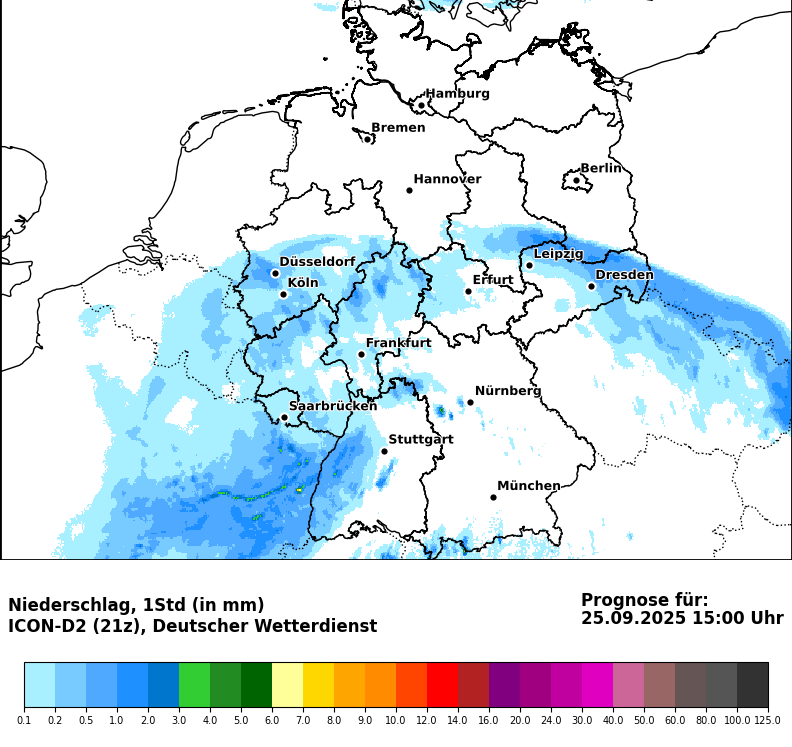 Hamburg
Bremen
Berlin
Hannover
Leipzig
Düsseldorf
Dresden
Köln
Erfurt
Frankfurt
Nürnberg
Saarbrücken
Stuttgart
München
Niederschlag, 1Std (in mm)
ICON-D2 (21z), Deutscher Wetterdienst
Prognose für:
25.09.2025 15:00 Uhr
0.1 0.2 0.5 1.0 2.0 3.0 4.0 5.0 6.0 7.0 8.0 9.0 10.0 12.0 14.0 16.0 20.0 24.0 30.0 40.0 50.0 60.0 80.0 100.0 125.0